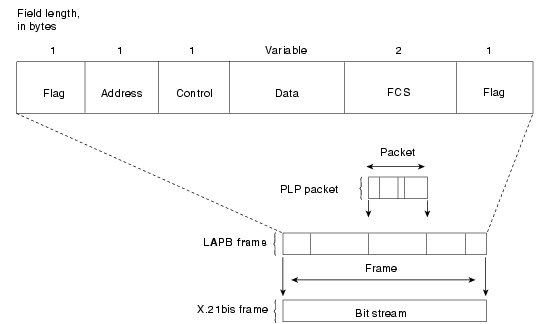 Field length,
in bytes
1 1 1 Variable 2 1
Flag Address Control Data FCS Flag
Packet
PLP packet
LAPB frame
Frame
X.21bis frame
Bit stream